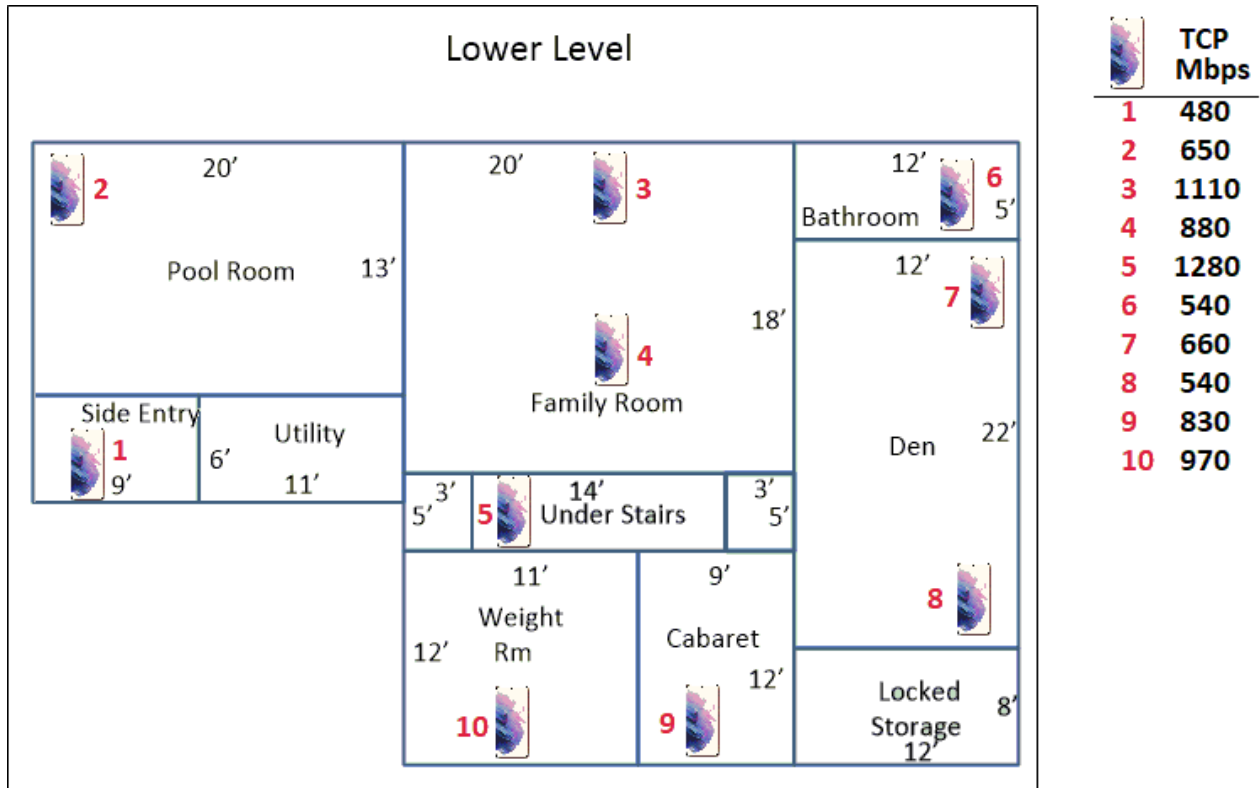 Lower Level
20’
2
Pool Room
13’
20’
3
4
18’
Family Room
12’
6
Bathroom
5’
12’
7
22’
Den
8
Side Entry
1
9’
Utility
6’
11’
3’
5’
5
14’
Under Stairs
3’
5’
11’
Weight
Rm
12’
10
9’
Cabaret
12’
9
Locked
Storage
8’
12’
TCP
Mbps
1 480
2 650
3 1110
4 880
5 1280
6 540
7 660
8 540
9 830
10 970